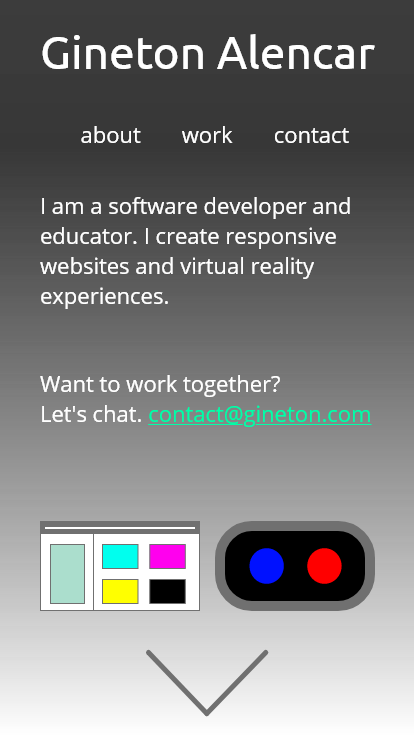 Gineton Alencar
about work contact
I am a software developer and
educator. I create responsive
websites and virtual reality
experiences.
Want to work together?
Let's chat. contact@gineton.com